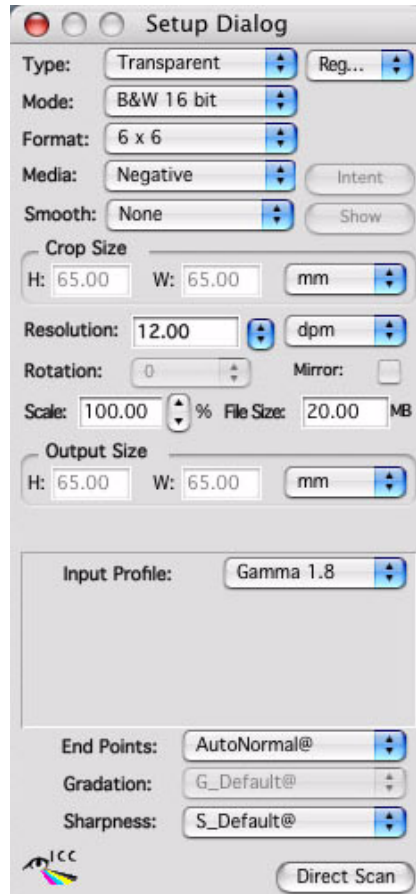 Setup Dialog
Type: Transparent Reg...
Mode: B&W 16 bit
Format: 6 x 6
Media: Negative Intent
Smooth: None Show
Crop Size
H: 65.00 W: 65.00 mm
Resolution: 12.00 dpm
Rotation: 0 Mirror:
Scale: 100.00 % File Size: 20.00 MB
Output Size
H: 65.00 W: 65.00 mm
Input Profile: Gamma 1.8
End Points: AutoNormal@
Gradation: G_Default@
Sharpness: S_Default@
ICC
Direct Scan